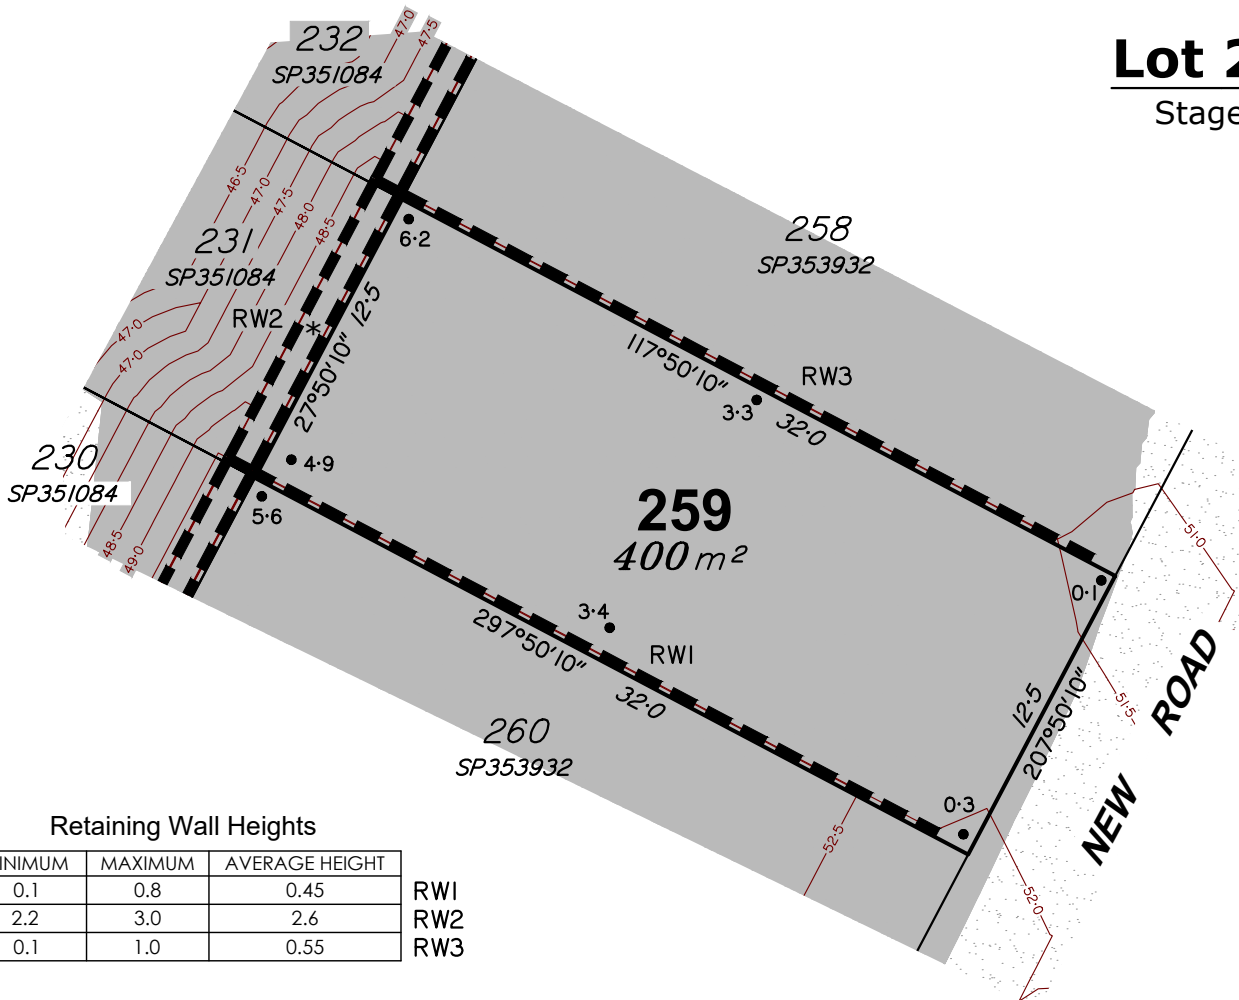 Lot 2
Stage
232
SP351084
47·0
47·5
46·5
47·0
47·5
48·0
48·5
231
SP351084
RW2
*
47·0
47·0
230
SP351084
48·5
49·0
6·2
27°50'10" 12·5
4·9
5·6
258
SP353932
117°50'10"
32·0
RW3
3·3
259
400 m²
3·4
297°50'10"
32·0
RW1
260
SP353932
0·1
0·3
12·5
207°50'10"
51·0
51·5
52·0
52·5
NEW ROAD
Retaining Wall Heights
INIMUM MAXIMUM AVERAGE HEIGHT
0.1 0.8 0.45 RW1
2.2 3.0 2.6 RW2
0.1 1.0 0.55 RW3